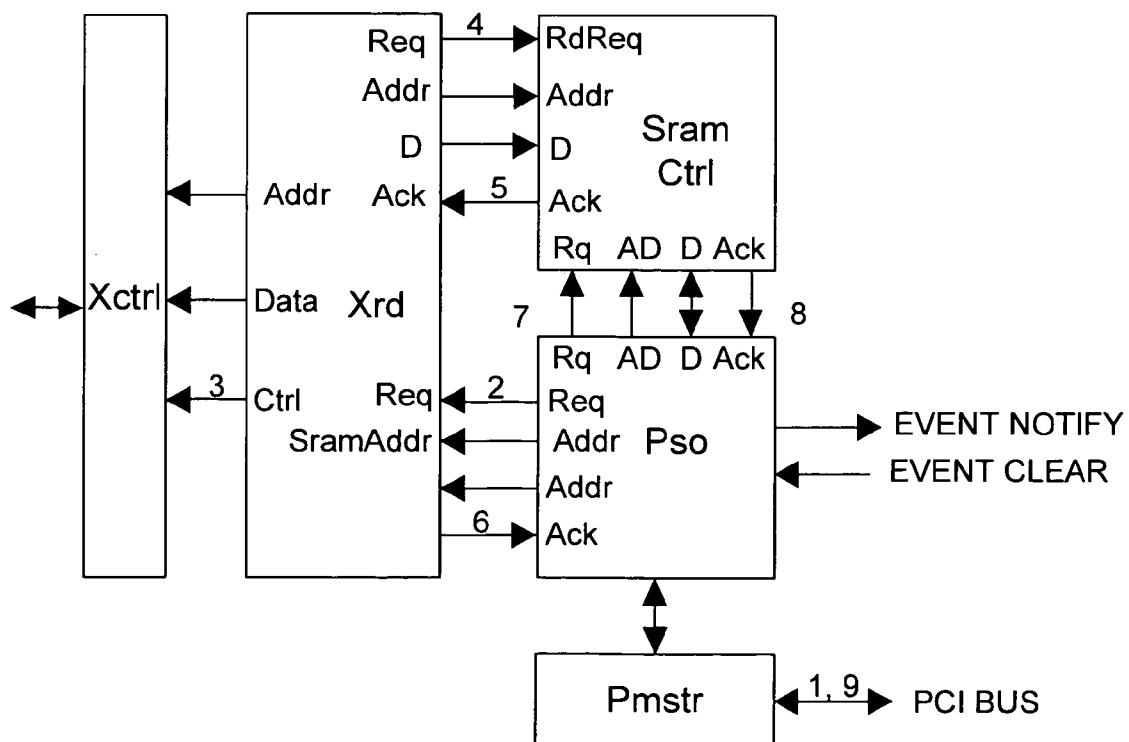 Req 4 RdReq
Addr Addr
Sram
Ctrl
D D
Addr Ack 5 Ack
Rq AD D Ack
Xctrl Data Xrd
7 8
Rq AD D Ack
3 Ctrl Req 2 Req
SramAddr Addr Pso EVENT NOTIFY
Addr EVENT CLEAR
6 Ack
Pmstr 1, 9 PCI BUS